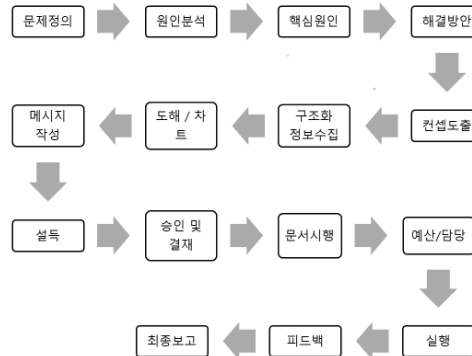 문제정의
원인분석
핵심원인
해결방안
컨셉도출
구조화
정보수집
도해 / 차
트
메시지
작성
설득
승인 및
결재
문서시행
예산/담당
실행
피드백
최종보고